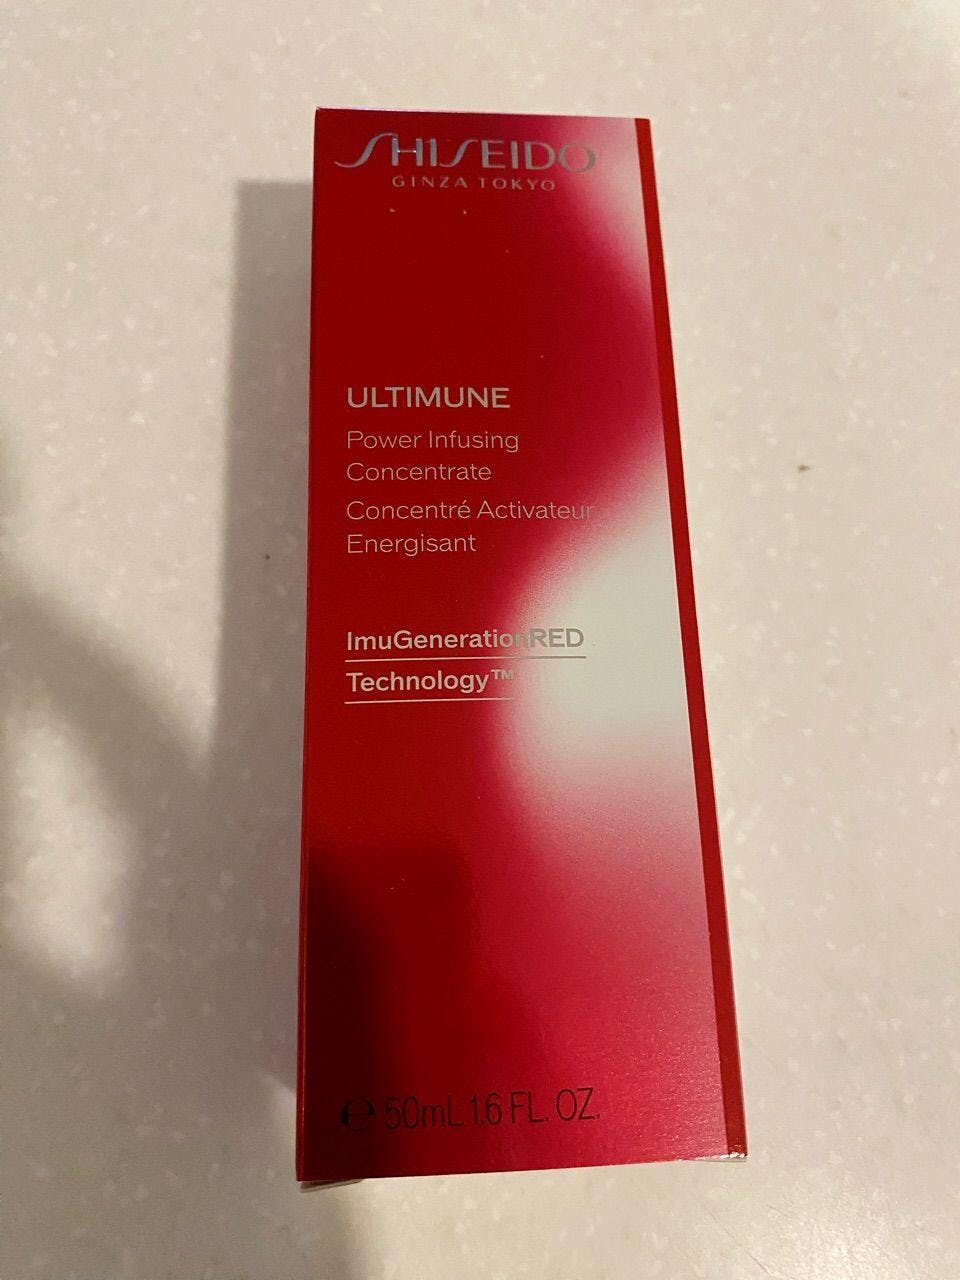 SHISEIDO
GINZA TOKYO
ULTIMUNE
Power Infusing
Concentrate
Concentré Activateur
Energisant
ImuGenerationRED
Technology™
℮ 50mL 1.6 FL. OZ.